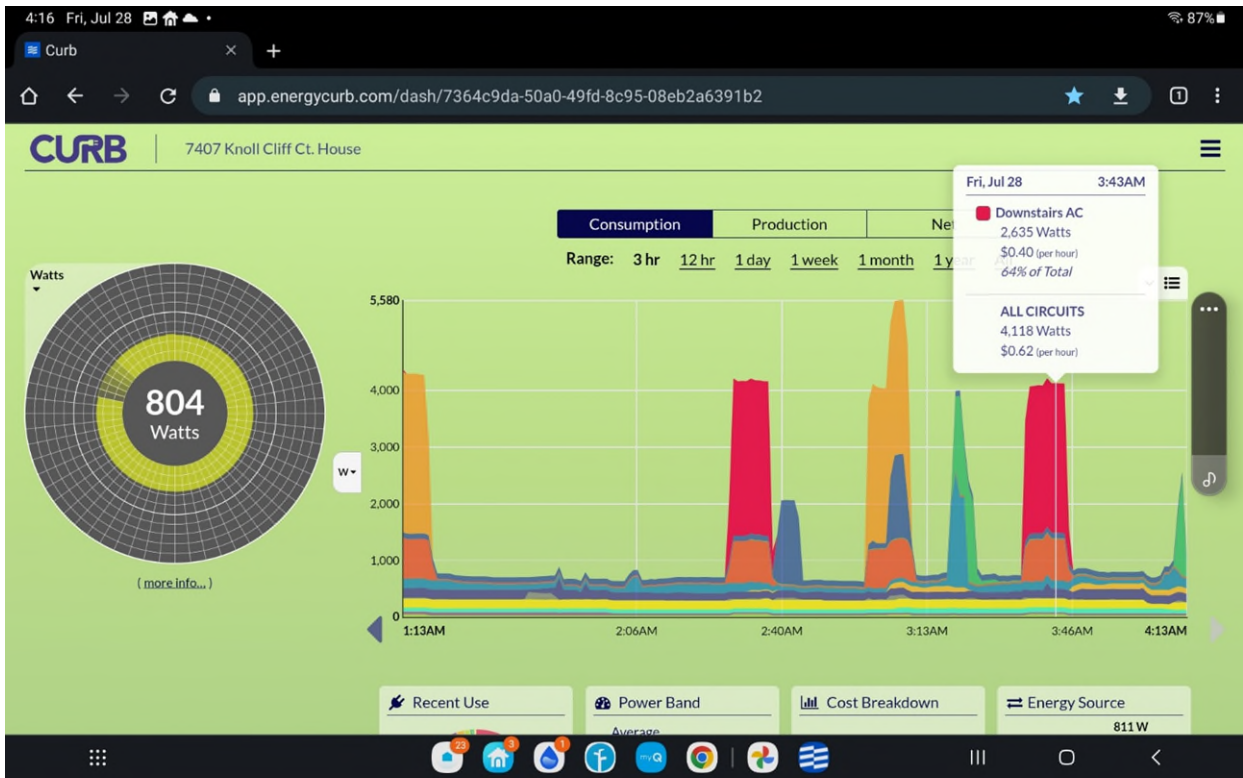 4:16 Fri, Jul 28
87%
Curb
app.energycurb.com/dash/7364c9da-50a0-49fd-8c95-08eb2a6391b2
1
CURB
7407 Knoll Cliff Ct. House
Fri, Jul 28 3:43AM
Downstairs AC
2,635 Watts
$0.40 (per hour)
64% of Total
ALL CIRCUITS
4,118 Watts
$0.62 (per hour)
Consumption Production Net
Range: 3 hr 12 hr 1 day 1 week 1 month 1 year
Watts
804
Watts
(more info...)
W
5,580
4,000
3,000
2,000
1,000
0
1:13AM 2:06AM 2:40AM 3:13AM 3:46AM 4:13AM
Recent Use
Power Band
Average
Cost Breakdown
Energy Source
811 W
23
3
1
myQ